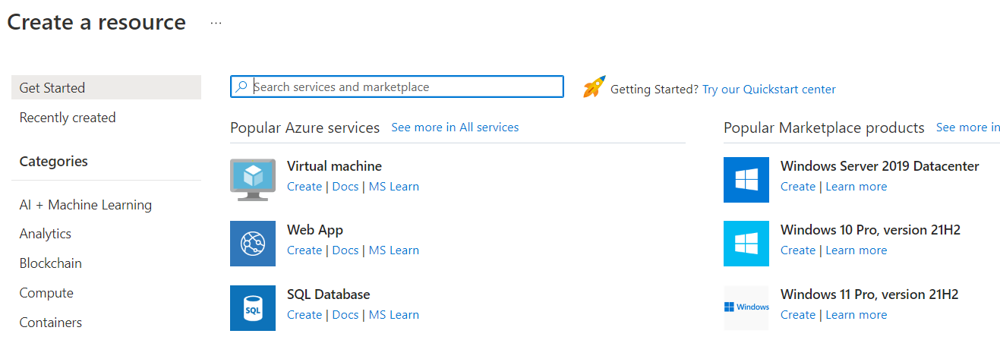 Create a resource ...
Get Started
Recently created
Categories
AI + Machine Learning
Analytics
Blockchain
Compute
Containers
Search services and marketplace
Getting Started? Try our Quickstart center
Popular Azure services See more in All services
Virtual machine
Create | Docs | MS Learn
Web App
Create | Docs | MS Learn
SQL
SQL Database
Create | Docs | MS Learn
Popular Marketplace products See more in
Windows Server 2019 Datacenter
Create | Learn more
Windows 10 Pro, version 21H2
Create | Learn more
Windows
Windows 11 Pro, version 21H2
Create | Learn more